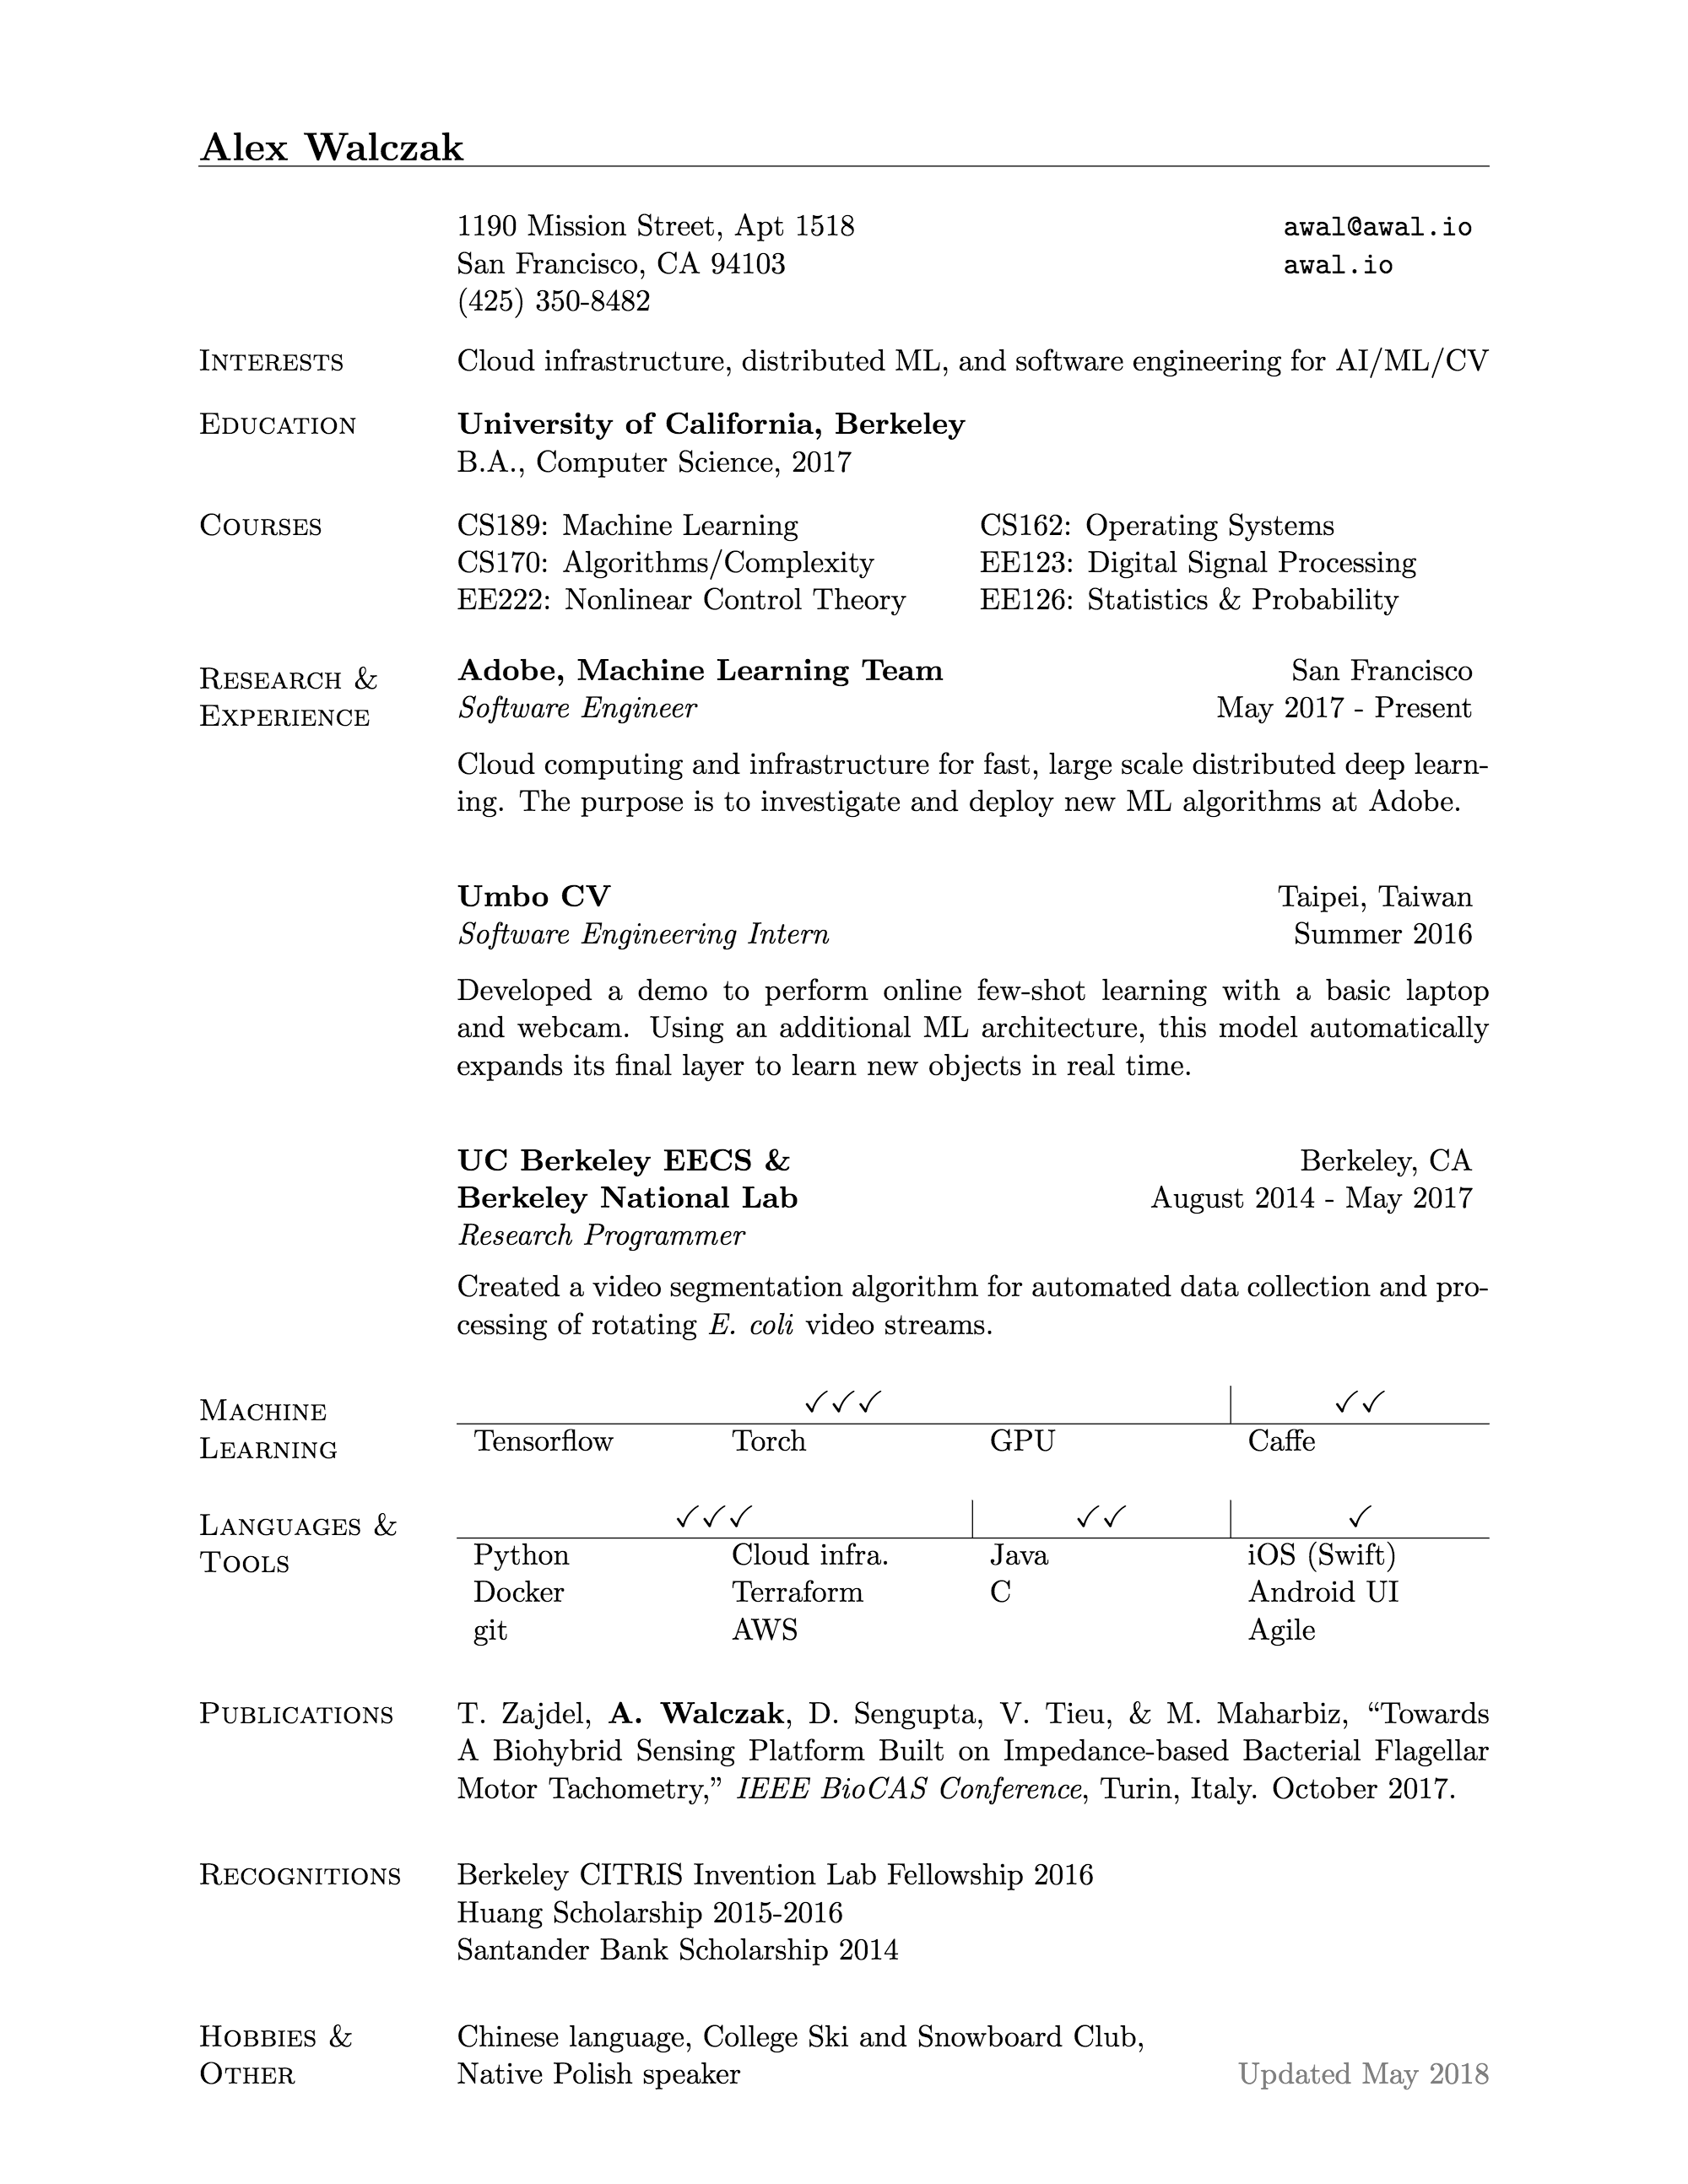 Alex Walczak
1190 Mission Street, Apt 1518 awal@awal.io
San Francisco, CA 94103 awal.io
(425) 350-8482
Interests Cloud infrastructure, distributed ML, and software engineering for AI/ML/CV
Education University of California, Berkeley
B.A., Computer Science, 2017
Courses CS189: Machine Learning CS162: Operating Systems
CS170: Algorithms/Complexity EE123: Digital Signal Processing
EE222: Nonlinear Control Theory EE126: Statistics & Probability
Research & Adobe, Machine Learning Team San Francisco
Experience Software Engineer May 2017 - Present
Cloud computing and infrastructure for fast, large scale distributed deep learn-
ing. The purpose is to investigate and deploy new ML algorithms at Adobe.
Umbo CV Taipei, Taiwan
Software Engineering Intern Summer 2016
Developed a demo to perform online few-shot learning with a basic laptop
and webcam. Using an additional ML architecture, this model automatically
expands its final layer to learn new objects in real time.
UC Berkeley EECS & Berkeley, CA
Berkeley National Lab August 2014 - May 2017
Research Programmer
Created a video segmentation algorithm for automated data collection and pro-
cessing of rotating E. coli video streams.
Machine ✓✓✓ ✓✓
Learning Tensorflow Torch GPU Caffe
Languages & ✓✓✓ ✓✓ ✓
Tools Python Cloud infra. Java iOS (Swift)
Docker Terraform C Android UI
git AWS Agile
Publications T. Zajdel, A. Walczak, D. Sengupta, V. Tieu, & M. Maharbiz, “Towards
A Biohybrid Sensing Platform Built on Impedance-based Bacterial Flagellar
Motor Tachometry,” IEEE BioCAS Conference, Turin, Italy. October 2017.
Recognitions Berkeley CITRIS Invention Lab Fellowship 2016
Huang Scholarship 2015-2016
Santander Bank Scholarship 2014
Hobbies & Chinese language, College Ski and Snowboard Club,
Other Native Polish speaker Updated May 2018